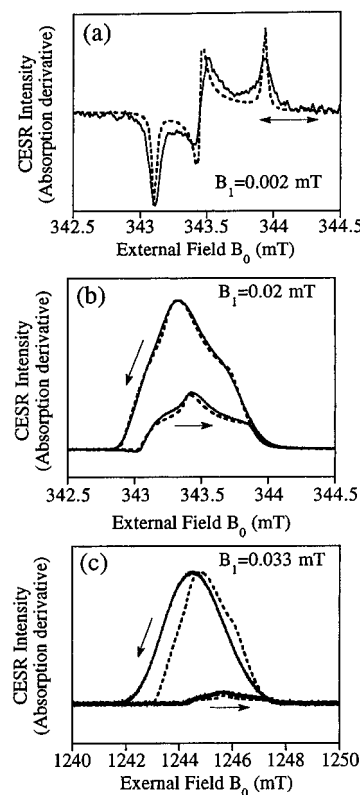 (a)
CESR Intensity
(Absorption derivative)
B1=0.002 mT
342.5 343 343.5 344 344.5
External Field B0 (mT)
(b)
B1=0.02 mT
CESR Intensity
(Absorption derivative)
342.5 343 343.5 344 344.5
External Field B0 (mT)
(c)
B1=0.033 mT
CESR Intensity
(Absorption derivative)
1240 1242 1244 1246 1248 1250
Exernal Field B0 (mT)